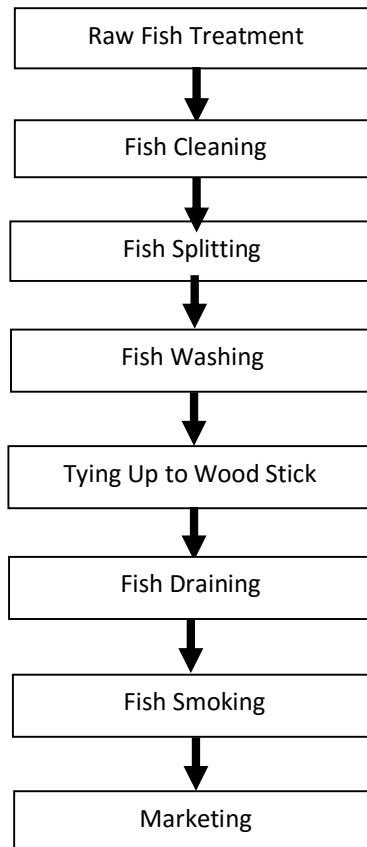 Raw Fish Treatment
Fish Cleaning
Fish Splitting
Fish Washing
Tying Up to Wood Stick
Fish Draining
Fish Smoking
Marketing